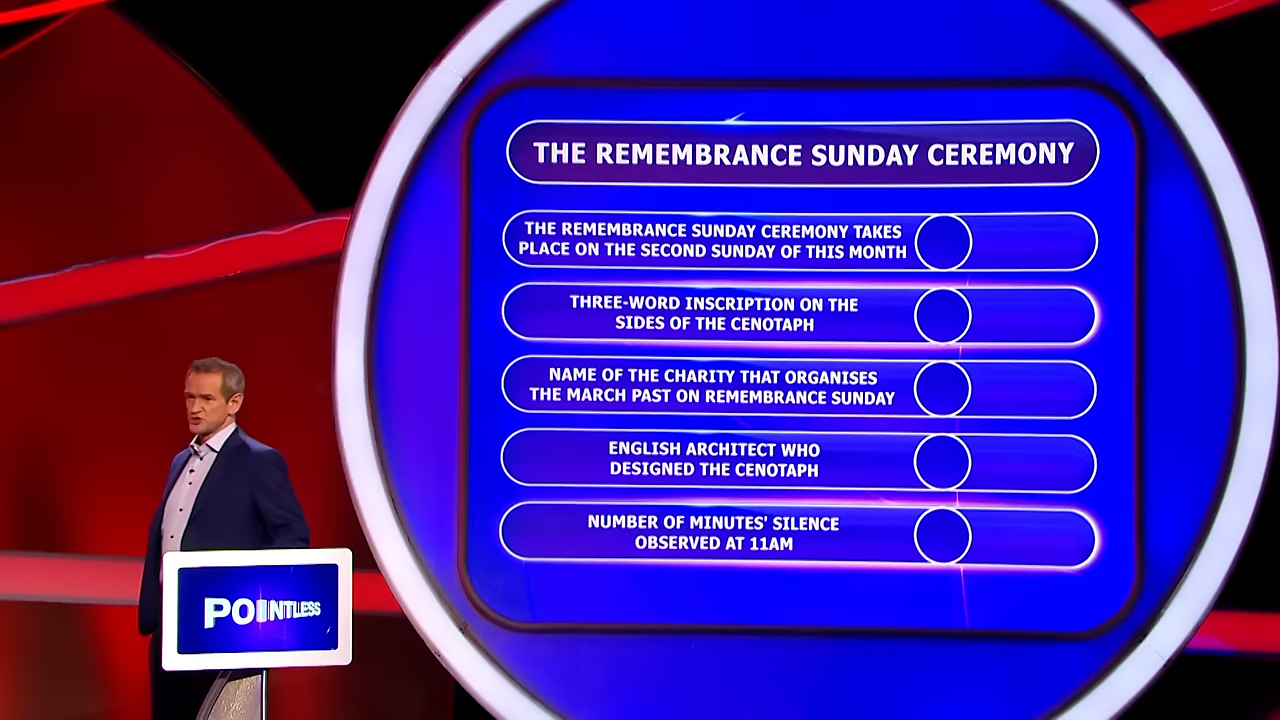 THE REMEMBRANCE SUNDAY CEREMONY
THE REMEMBRANCE SUNDAY CEREMONY TAKES
PLACE ON THE SECOND SUNDAY OF THIS MONTH
THREE-WORD INSCRIPTION ON THE
SIDES OF THE CENOTAPH
NAME OF THE CHARITY THAT ORGANISES
THE MARCH PAST ON REMEMBRANCE SUNDAY
ENGLISH ARCHITECT WHO
DESIGNED THE CENOTAPH
NUMBER OF MINUTES' SILENCE
OBSERVED AT 11AM
POINTLESS